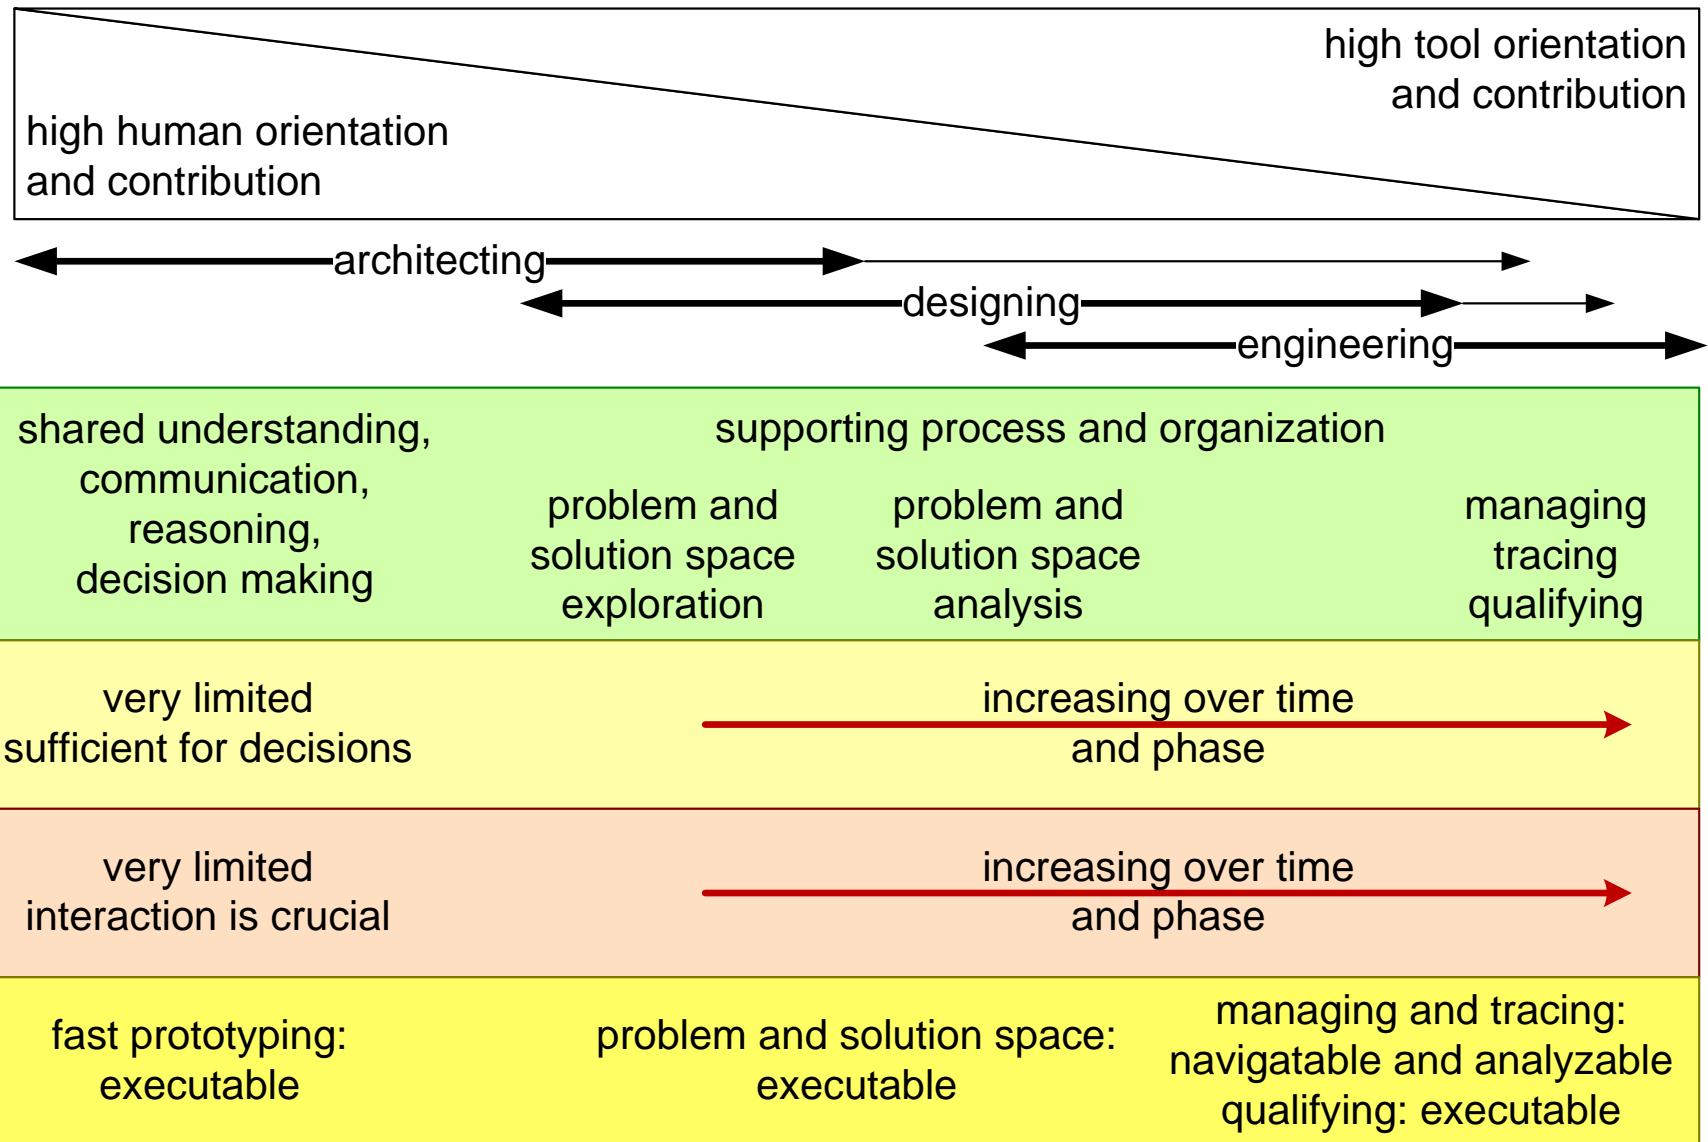 high tool orientation
and contribution
high human orientation
and contribution
architecting
designing
engineering
shared understanding,
communication,
reasoning,
decision making
supporting process and organization
problem and
solution space
exploration
problem and
solution space
analysis
managing
tracing
qualifying
very limited
sufficient for decisions
increasing over time
and phase
very limited
interaction is crucial
increasing over time
and phase
fast prototyping:
executable
problem and solution space:
executable
managing and tracing:
navigatable and analyzable
qualifying: executable